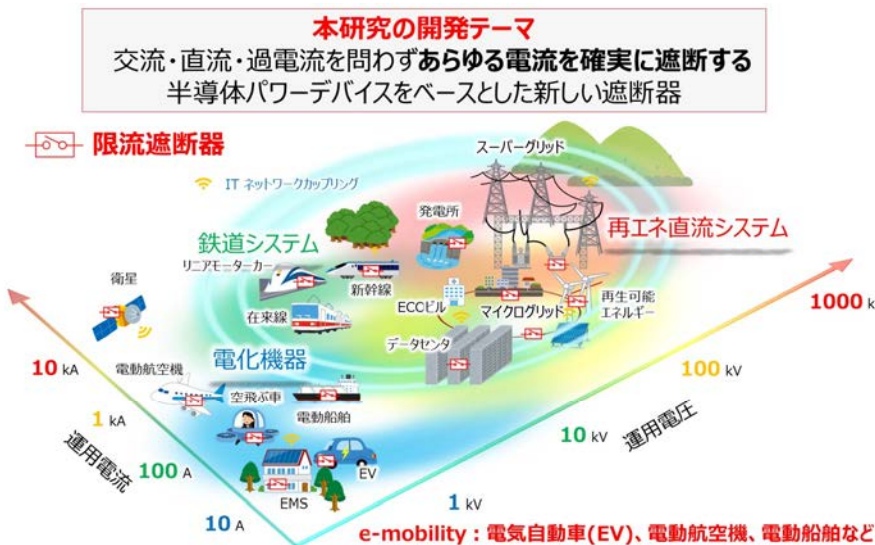 本研究の開発テーマ
交流・直流・過電流を問わずあらゆる電流を確実に遮断する
半導体パワーデバイスをベースとした新しい遮断器
限流遮断器
スーパーグリッド
IT ネットワークカップリング
発電所
再エネ直流システム
鉄道システム
リニアモーターカー
新幹線
衛星
ECCビル
マイクログリッド
再生可能
エネルギー
1000 k
在来線
データセンタ
電化機器
10 kA
100 kV
電動航空機
空飛ぶ車
電動船舶
1 kA
運用電流
10 kV
運用電圧
100 A
EV
EMS
1 kV
10 A
e-mobility：電気自動車(EV)、電動航空機、電動船舶など